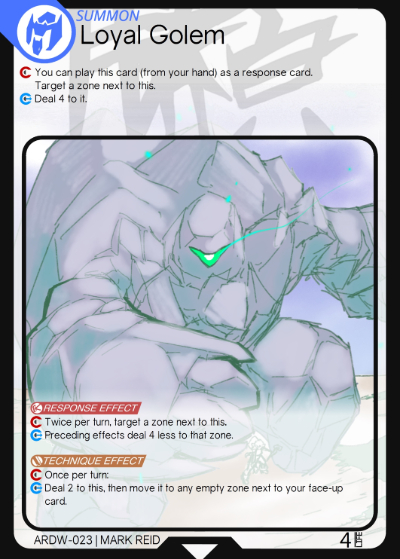 SUMMON
Loyal Golem
You can play this card (from your hand) as a response card.
Target a zone next to this.
Deal 4 to it.
RESPONSE EFFECT
Twice per turn, target a zone next to this.
Preceding effects deal 4 less to that zone.
TECHNIQUE EFFECT
Once per turn:
Deal 2 to this, then move it to any empty zone next to your face-up
card.
ARDW-023 | MARK REID
4 LIFE